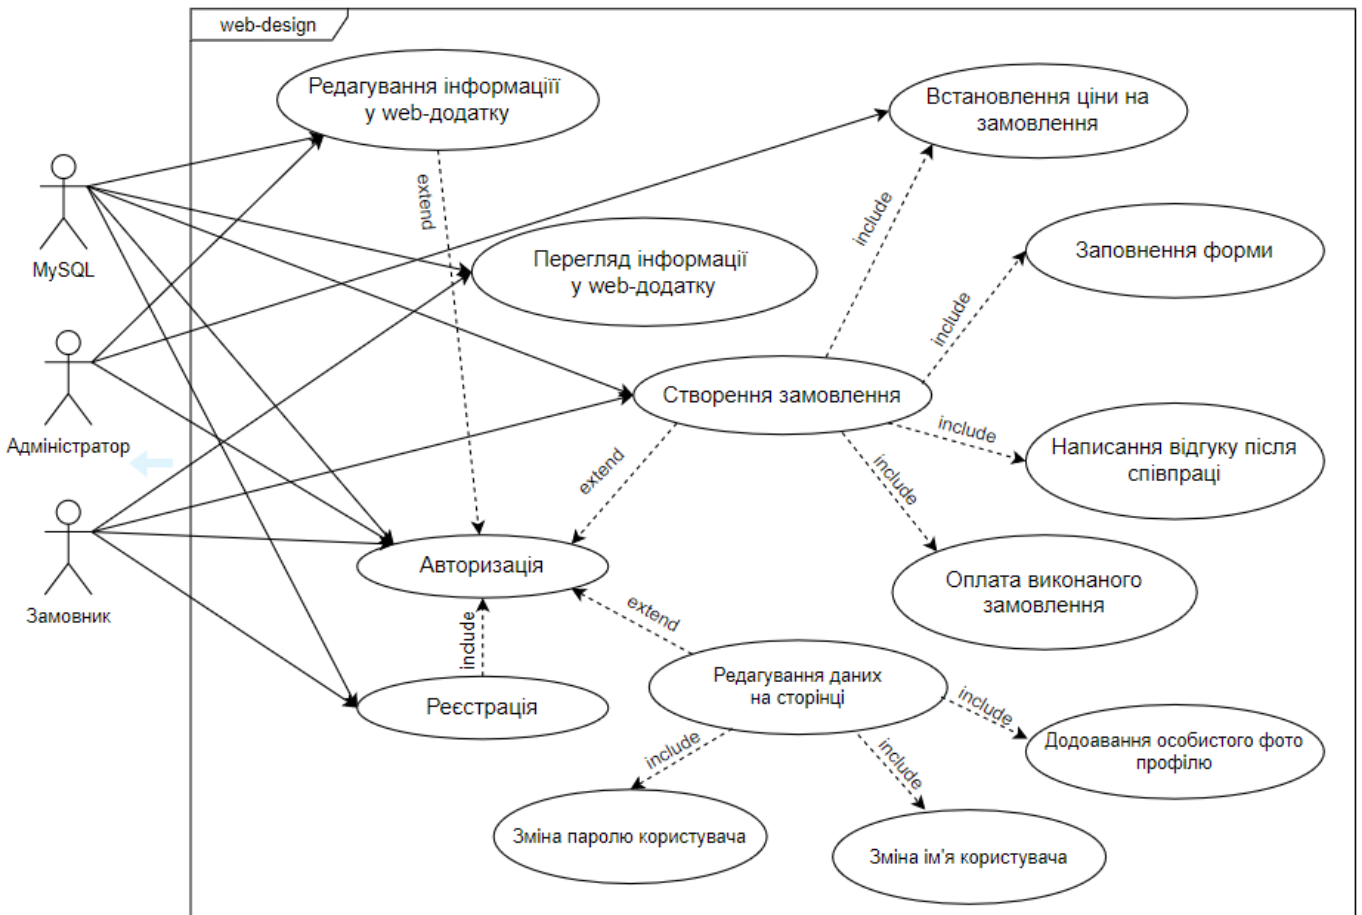 web-design
Редагування інформаціїї
у web-додатку
Встановлення ціни на
замовлення
extend
include
MySQL
Перегляд інформації
у web-додатку
Заповнення форми
include
Адміністратор
Створення замовлення
include
Написання відгуку після
співпраці
extend
include
Замовник
Авторизація
Оплата виконаного
замовлення
include
extend
Реєстрація
Редагування даних
на сторінці
include
Додоавання особистого фото
профілю
include
include
Зміна паролю користувача
Зміна ім'я користувача